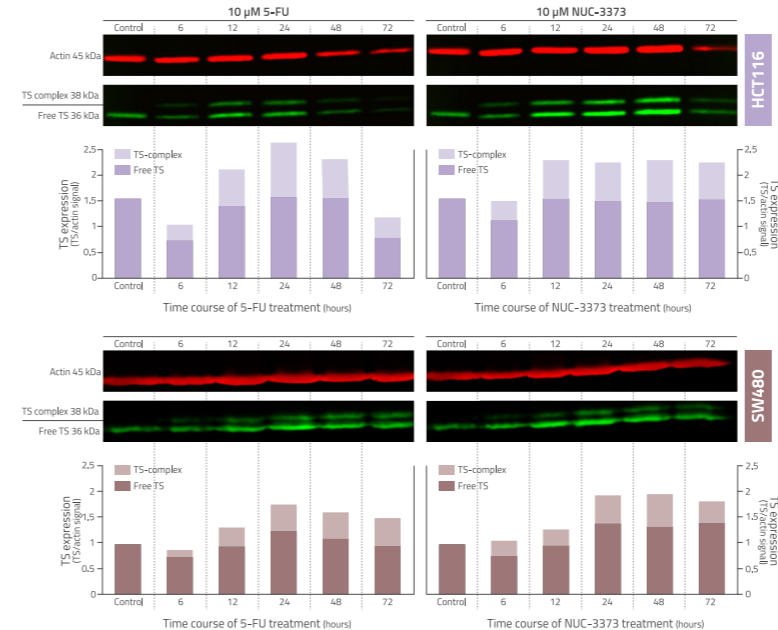 10 µM 5-FU
10 µM NUC-3373
Control 6 12 24 48 72
Control 6 12 24 48 72
Actin 45 kDa
TS complex 38 kDa
Free TS 36 kDa
HCT116
TS-complex
Free TS
2,5
2
1,5
1
0,5
0
TS expression
(TS/actin signal)
Control 6 12 24 48 72
Time course of 5-FU treatment (hours)
TS-complex
Free TS
2,5
2
1,5
1
0,5
0
TS expression
(TS/actin signal)
Control 6 12 24 48 72
Time course of NUC-3373 treatment (hours)
Control 6 12 24 48 72
Control 6 12 24 48 72
Actin 45 kDa
TS complex 38 kDa
Free TS 36 kDa
SW480
TS-complex
Free TS
2,5
2
1,5
1
0,5
0
TS expression
(TS/actin signal)
Control 6 12 24 48 72
Time course of 5-FU treatment (hours)
TS-complex
Free TS
2,5
2
1,5
1
0,5
0
TS expression
(TS/actin signal)
Control 6 12 24 48 72
Time course of NUC-3373 treatment (hours)